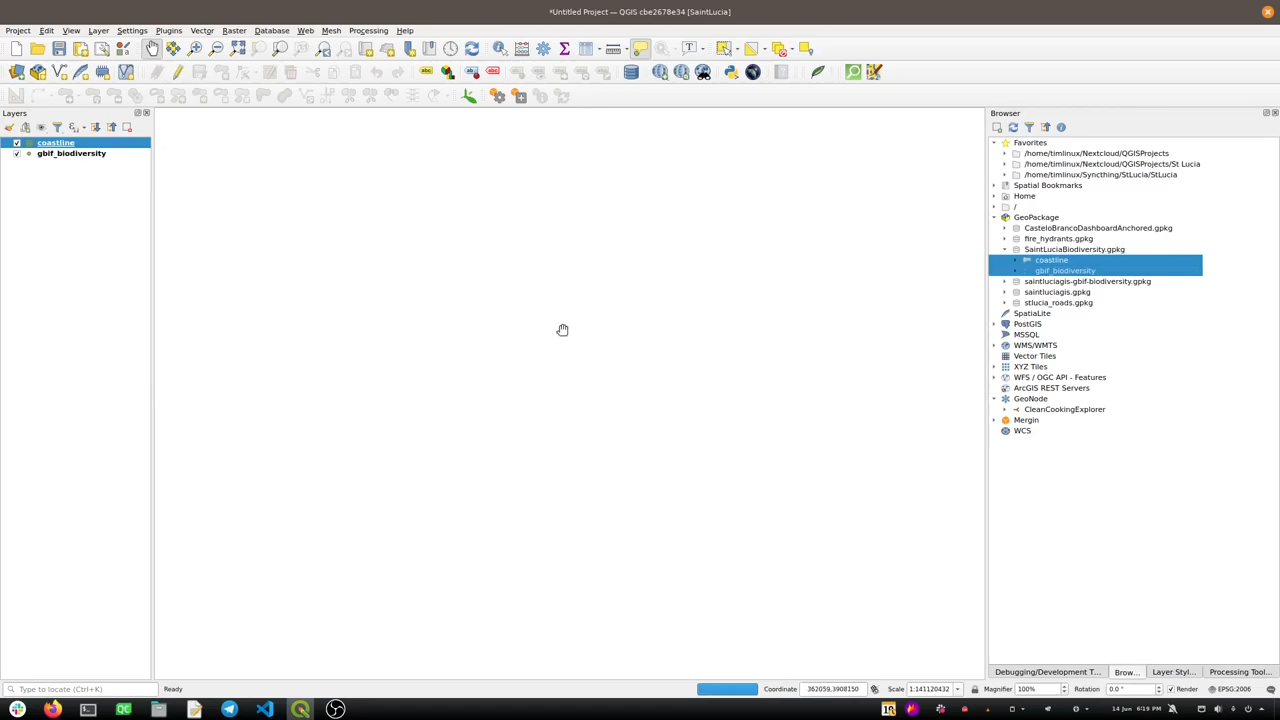 *Untitled Project — QGIS cbe2678e34 [SaintLucia]
Project Edit View Layer Settings Plugins Vector Raster Database Web Mesh Processing Help
Layers
coastline
gbif_biodiversity
Browser
Favorites
/home/timlinux/Nextcloud/QGISProjects
/home/timlinux/Nextcloud/QGISProjects/St Lucia
/home/timlinux/Syncthing/StLucia/StLucia
Spatial Bookmarks
Home
/
GeoPackage
CasteloBrancoDashboardAnchored.gpkg
fire_hydrants.gpkg
SaintLuciaBiodiversity.gpkg
coastline
gbif_biodiversity
saintluciagis-gbif-biodiversity.gpkg
saintluciagis.gpkg
stlucia_roads.gpkg
SpatiaLite
PostGIS
MSSQL
WMS/WMTS
Vector Tiles
XYZ Tiles
WFS / OGC API - Features
ArcGIS REST Servers
GeoNode
CleanCookingExplorer
Mergin
WCS
Debugging/Development T... Brow... Layer Styl... Processing Tool...
Type to locate (Ctrl+K) Ready Coordinate 362059,3908150 Scale 1:141120432 Magnifier 100% Rotation 0.0 ° Render EPSG:2006
14 Jun 6:19 PM